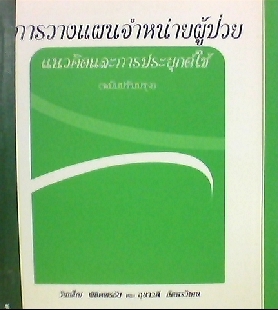 การวางแผนจำหน่ายผู้ป่วย
แนวคิดและการประยุกต์ใช้
(ฉบับปรับปรุง)